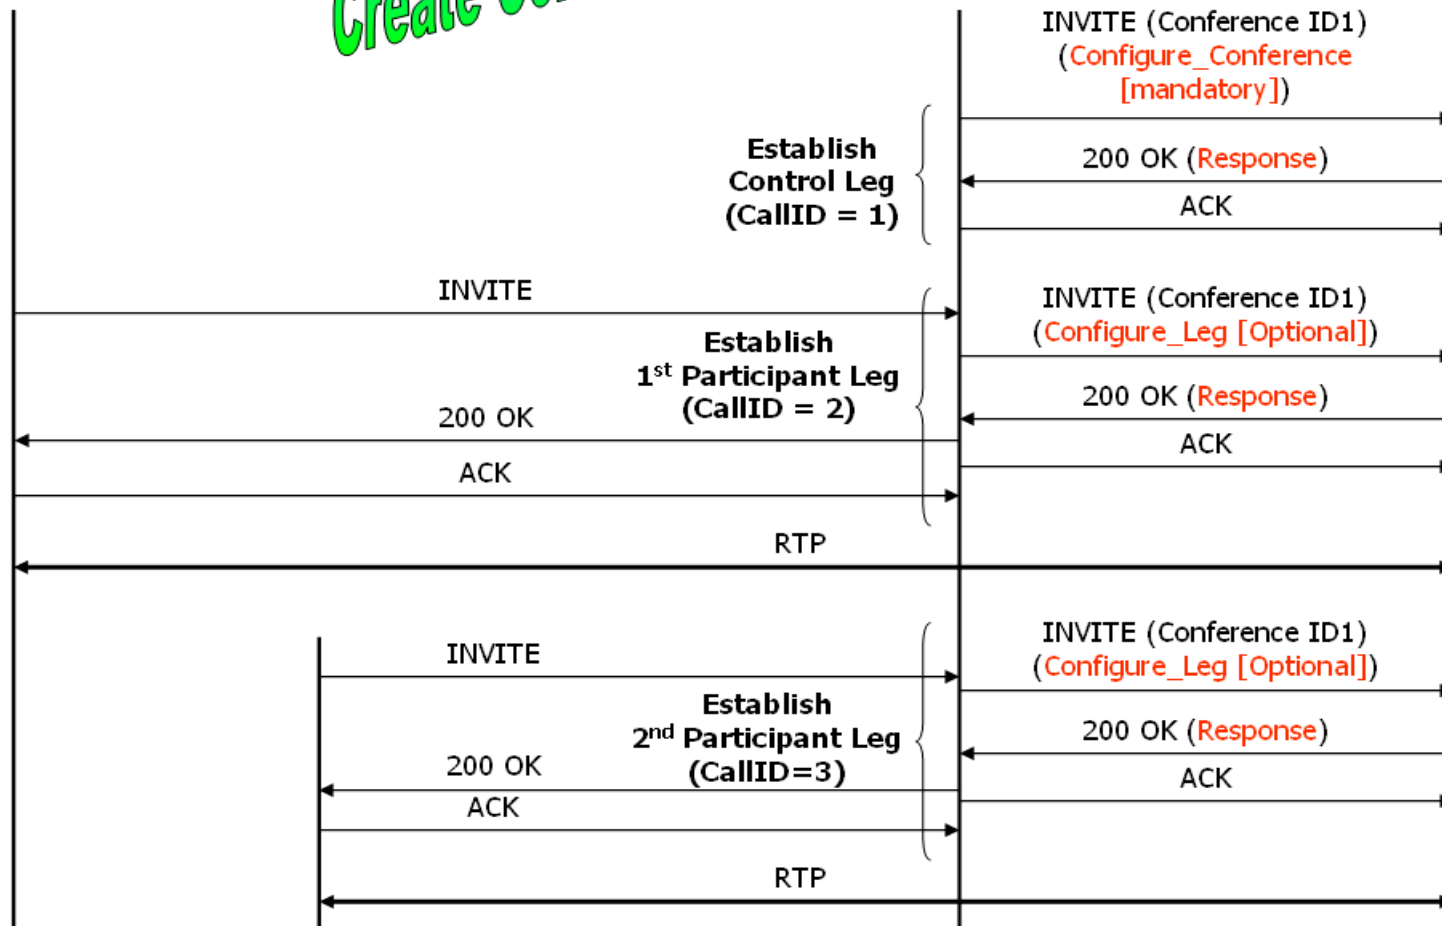 Create
INVITE (Conference ID1)
(Configure_Conference
[mandatory])
Establish
Control Leg
(CallID = 1)
200 OK (Response)
ACK
INVITE
INVITE (Conference ID1)
(Configure_Leg [Optional])
Establish
1st Participant Leg
(CallID = 2)
200 OK (Response)
200 OK
ACK
ACK
RTP
INVITE (Conference ID1)
(Configure_Leg [Optional])
INVITE
Establish
2nd Participant Leg
(CallID=3)
200 OK (Response)
200 OK
ACK
ACK
RTP